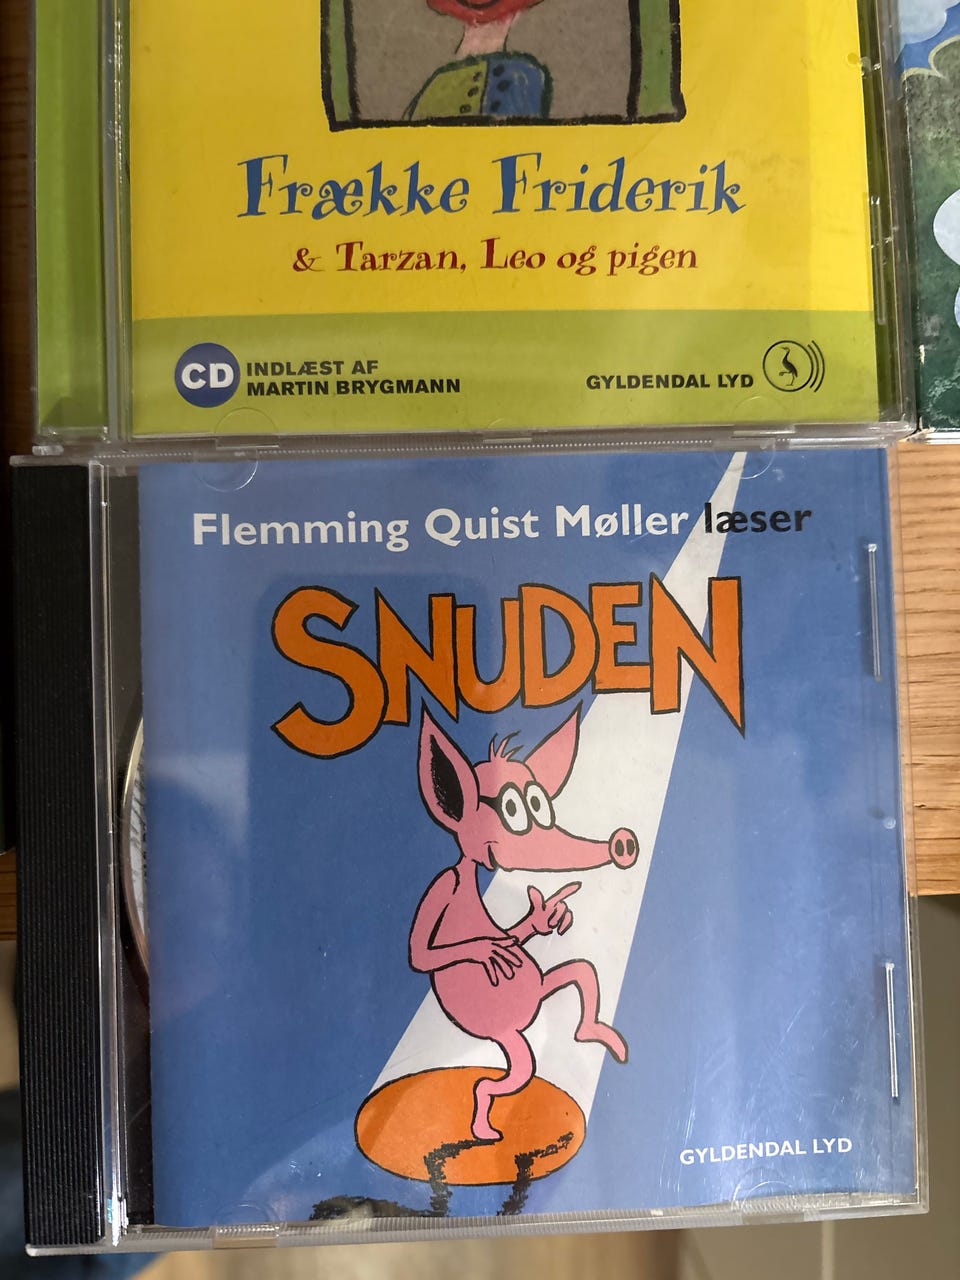 Frække Friderik
& Tarzan, Leo og pigen
CD
INDLÆST AF
MARTIN BRYGMANN
GYLDENDAL LYD
Flemming Quist Møller læser
SNUDEN
GYLDENDAL LYD